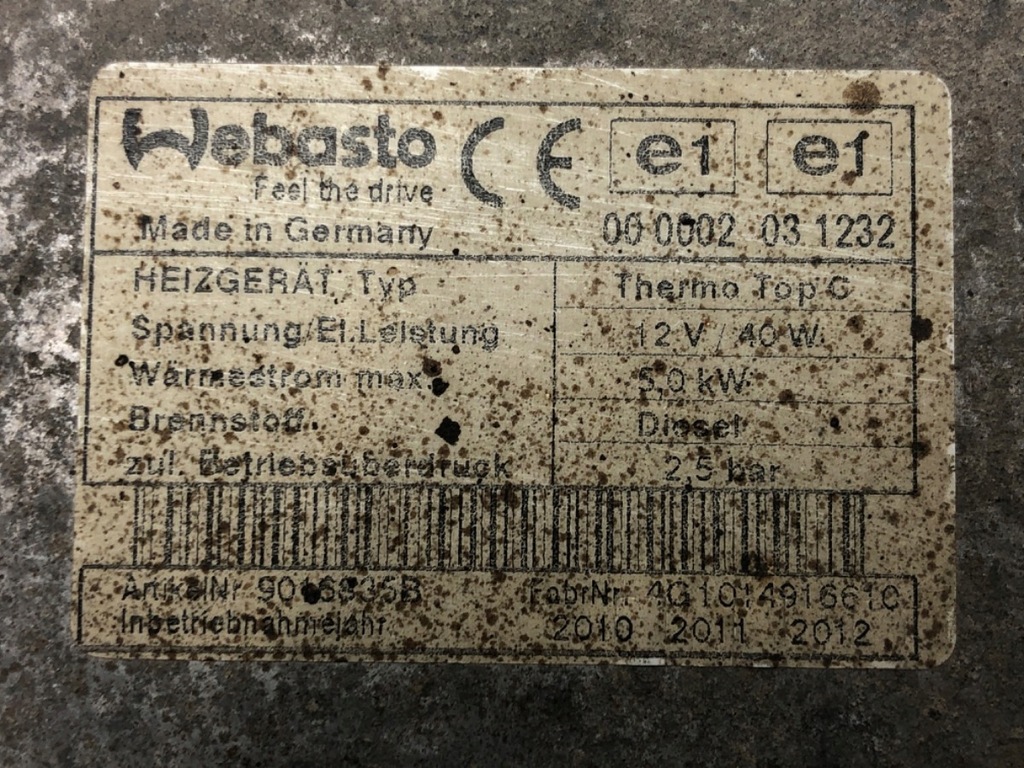 Webasto CE e1 e1
Feel the drive
Made in Germany 00 0002 03 1232
HEIZGERÄT, Typ Thermo Top C
Spannung/El.Leistung 12 V / 40 W
Wärmestrom max. 5,0 kW
Brennstoff Diesel
zul. Betriebsüberdruck 2,5 bar
ArtikelNr FabrNr.
Inbetriebnahmejahr 2010 2011 2012